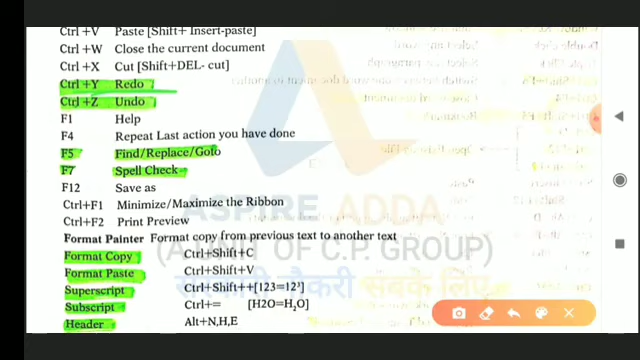 Ctrl +V Paste [Shift+ Insert-paste]
Ctrl +W Close the current document
Ctrl +X Cut [Shift+DEL- cut]
Ctrl +Y Redo
Ctrl +Z Undo
F1 Help
F4 Repeat Last action you have done
F5 Find/Replace/Goto
F7 Spell Check
F12 Save as
Ctrl+F1 Minimize/Maximize the Ribbon
Ctrl+F2 Print Preview
ASPIRE ADDA
Format Painter Format copy from previous text to another text
(A UNIT OF C.P. GROUP)
Format Copy Ctrl+Shift+C
Format Paste Ctrl+Shift+V
सरकारी नौकरी सबके लिए
Superscript Ctrl+Shift++[123=12³]
Subscript Ctrl+= [H2O=H₂O]
Header Alt+N,H,E